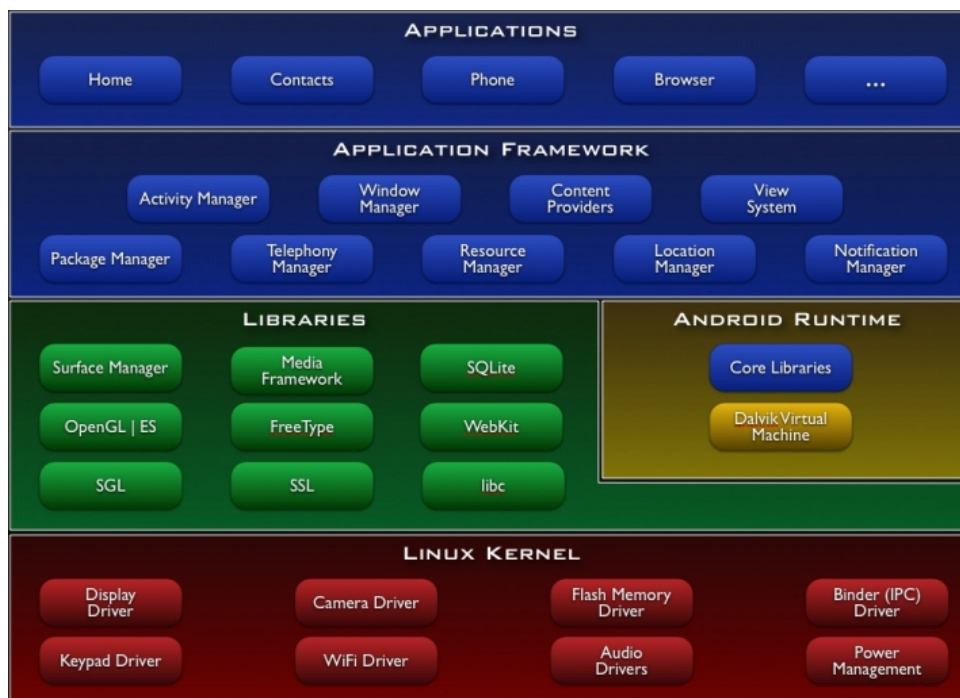 APPLICATIONS
Home Contacts Phone Browser ...
APPLICATION FRAMEWORK
Activity Manager
Window
Manager
Content
Providers
View
System
Package Manager
Telephony
Manager
Resource
Manager
Location
Manager
Notification
Manager
LIBRARIES
Surface Manager
Media
Framework
SQLite
OpenGL | ES
FreeType
WebKit
SGL
SSL
libc
ANDROID RUNTIME
Core Libraries
Dalvik Virtual
Machine
LINUX KERNEL
Display
Driver
Camera Driver
Flash Memory
Driver
Binder (IPC)
Driver
Keypad Driver
WiFi Driver
Audio
Drivers
Power
Management